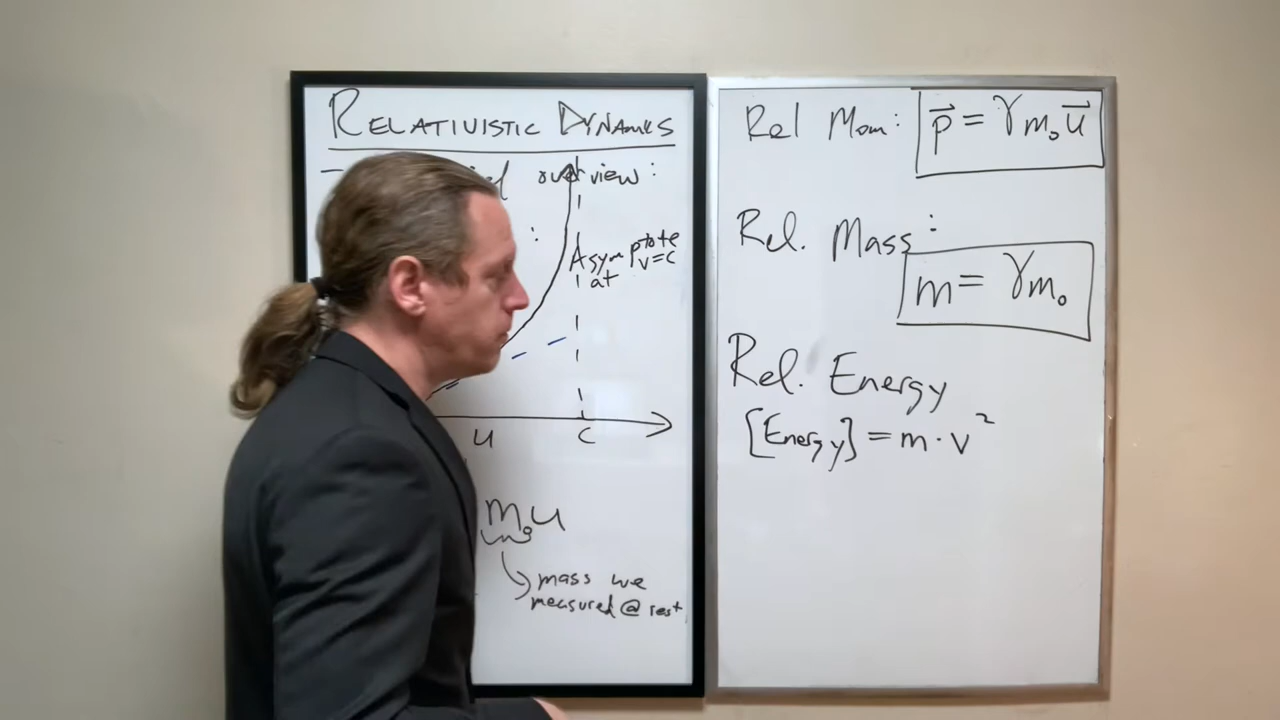 RELATIVISTIC DYNAMICS
overview:
:
Asymptote
at v=c
u
c
m₀u
mass we
measured @ rest
Rel Mom: p⃗ = γm₀u⃗
Rel. Mass:
m = γm₀
Rel. Energy
[Energy] = m · v²